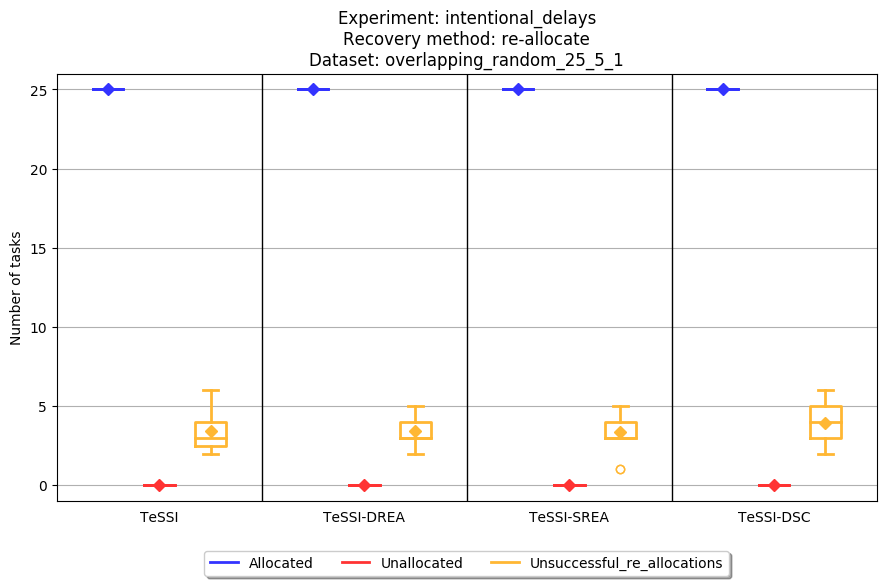 Experiment: intentional_delays
Recovery method: re-allocate
Dataset: overlapping_random_25_5_1
25
20
15
10
5
0
Number of tasks
TeSSI TeSSI-DREA TeSSI-SREA TeSSI-DSC
Allocated Unallocated Unsuccessful_re_allocations